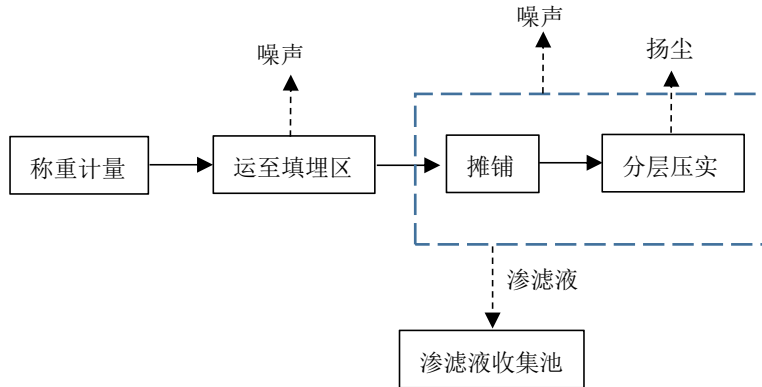 噪声
噪声
扬尘
称重计量
运至填埋区
摊铺
分层压实
渗滤液
渗滤液收集池